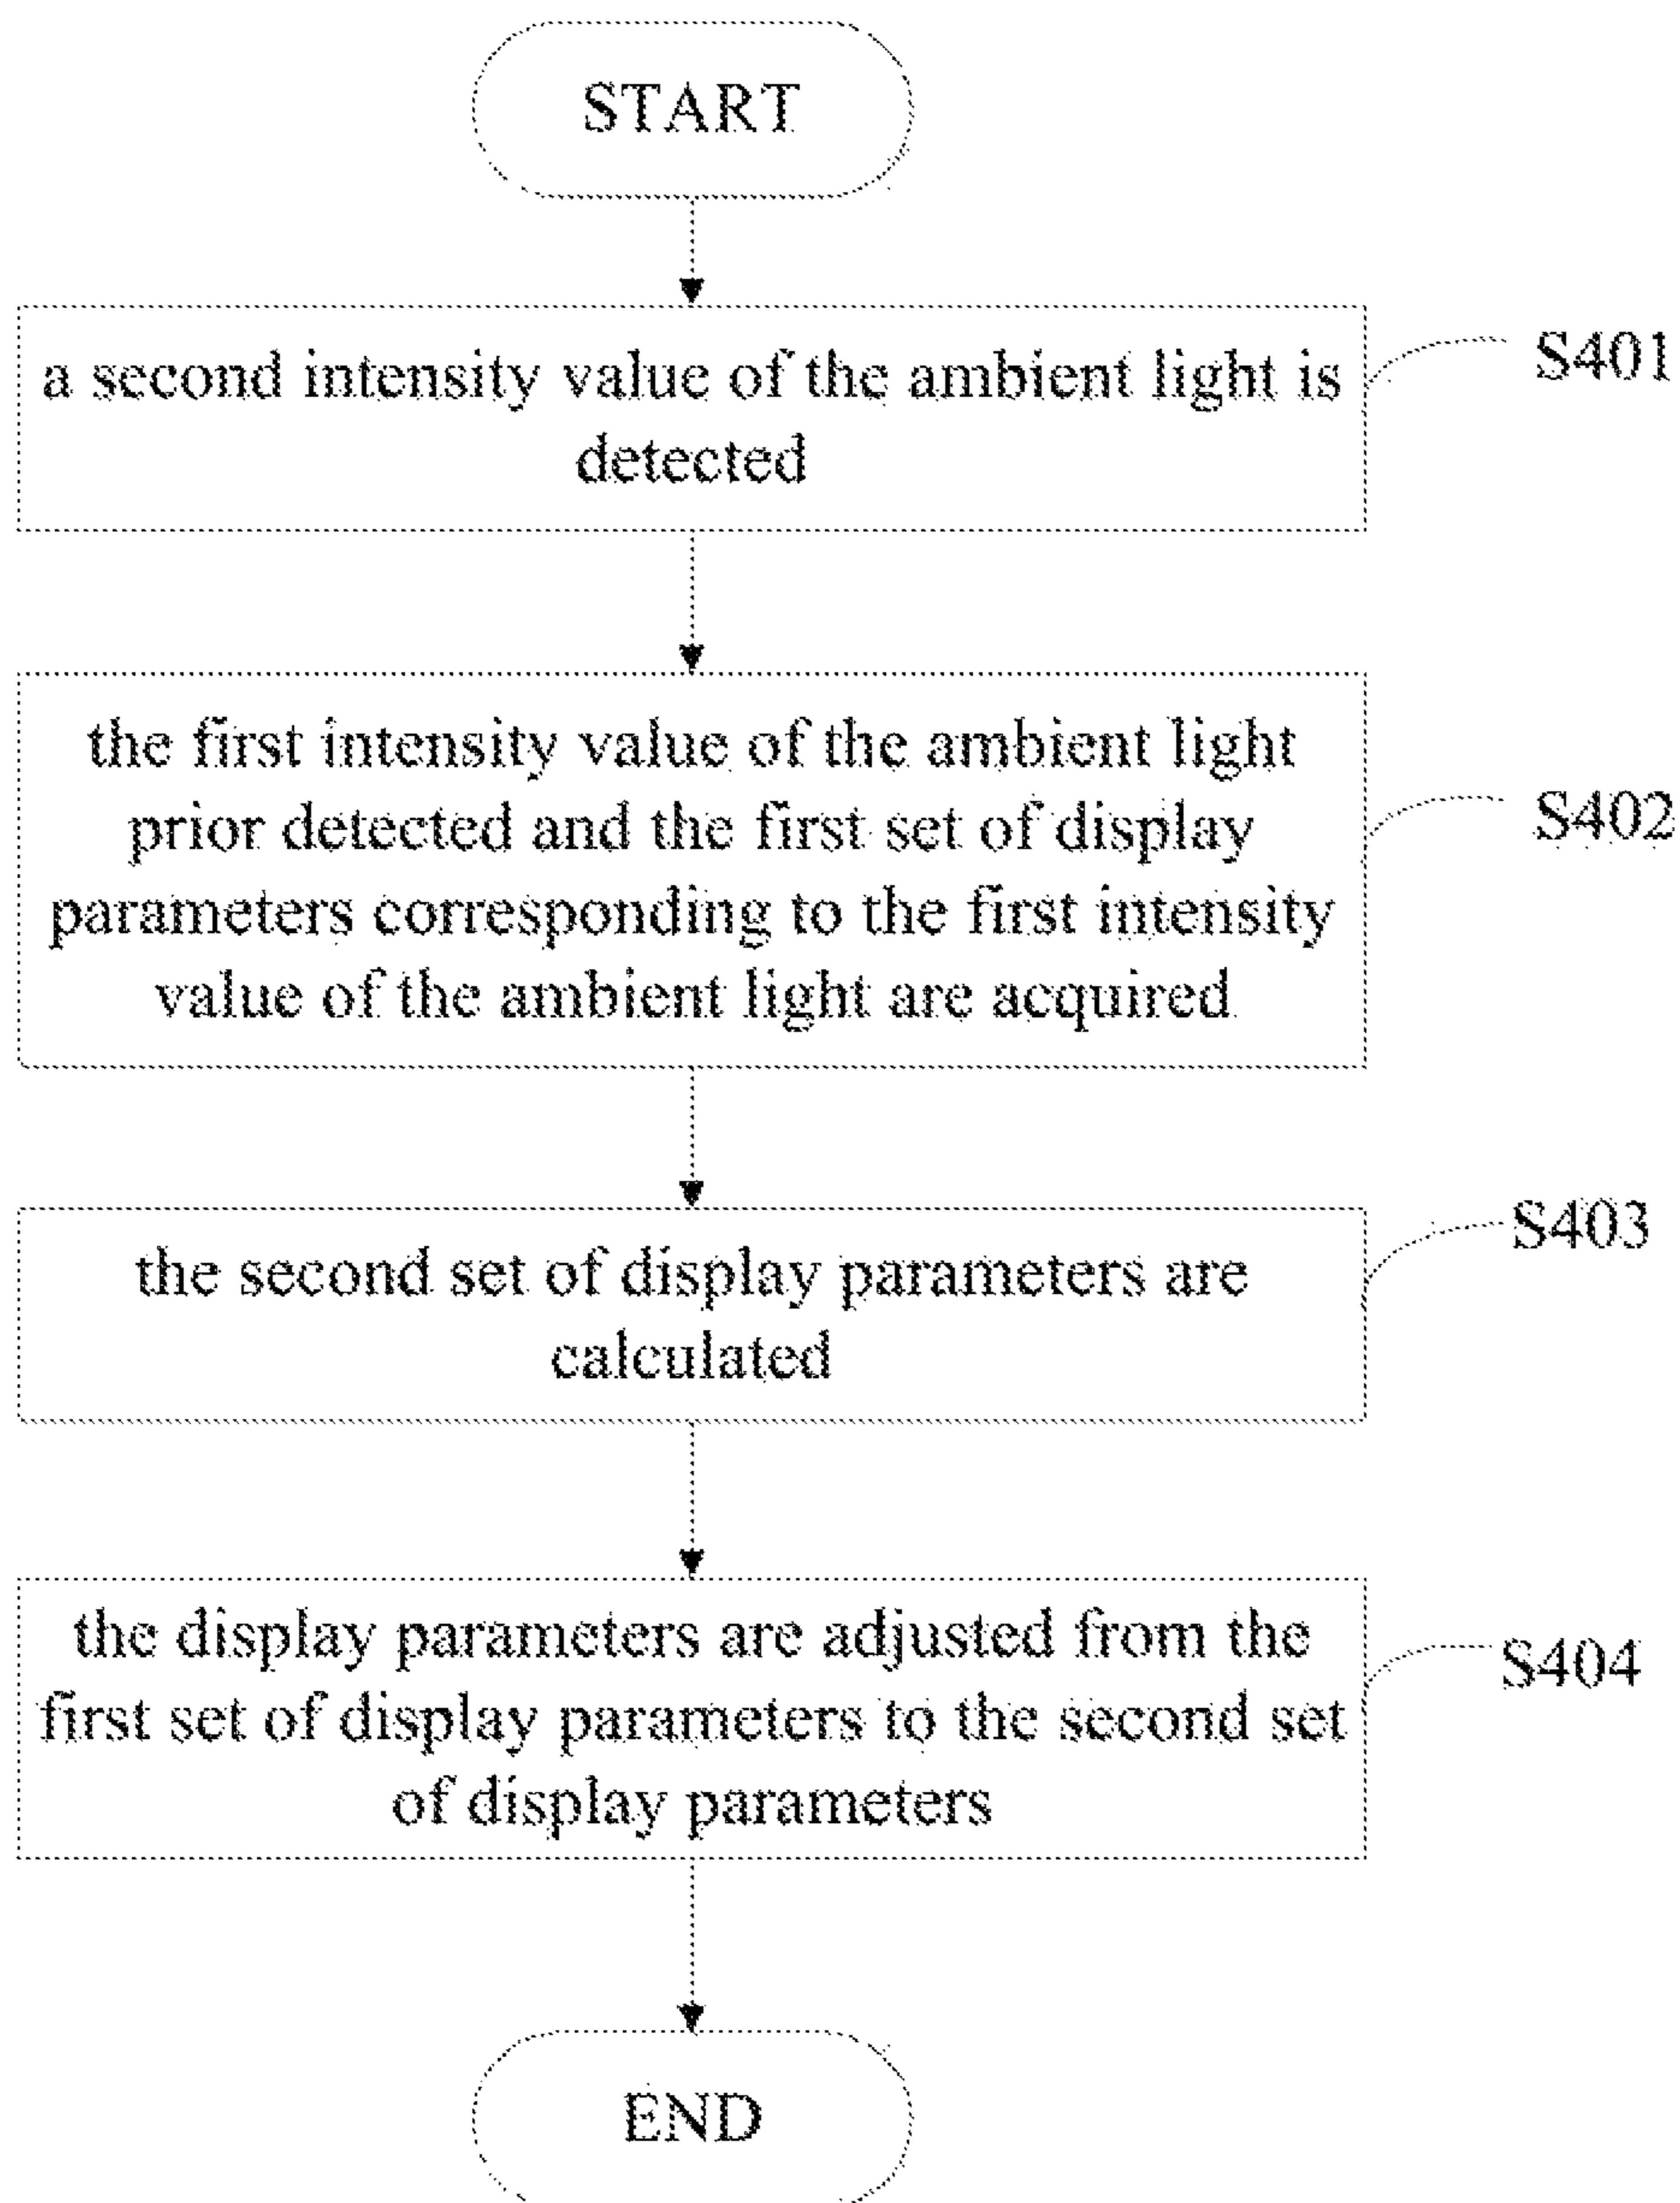 START
a second intensity value of the ambient light is
detected
S401
the first intensity value of the ambient light
prior detected and the first set of display
parameters corresponding to the first intensity
value of the ambient light are acquired
S402
the second set of display parameters are
calculated
S403
the display parameters are adjusted from the
first set of display parameters to the second set
of display parameters
S404
END